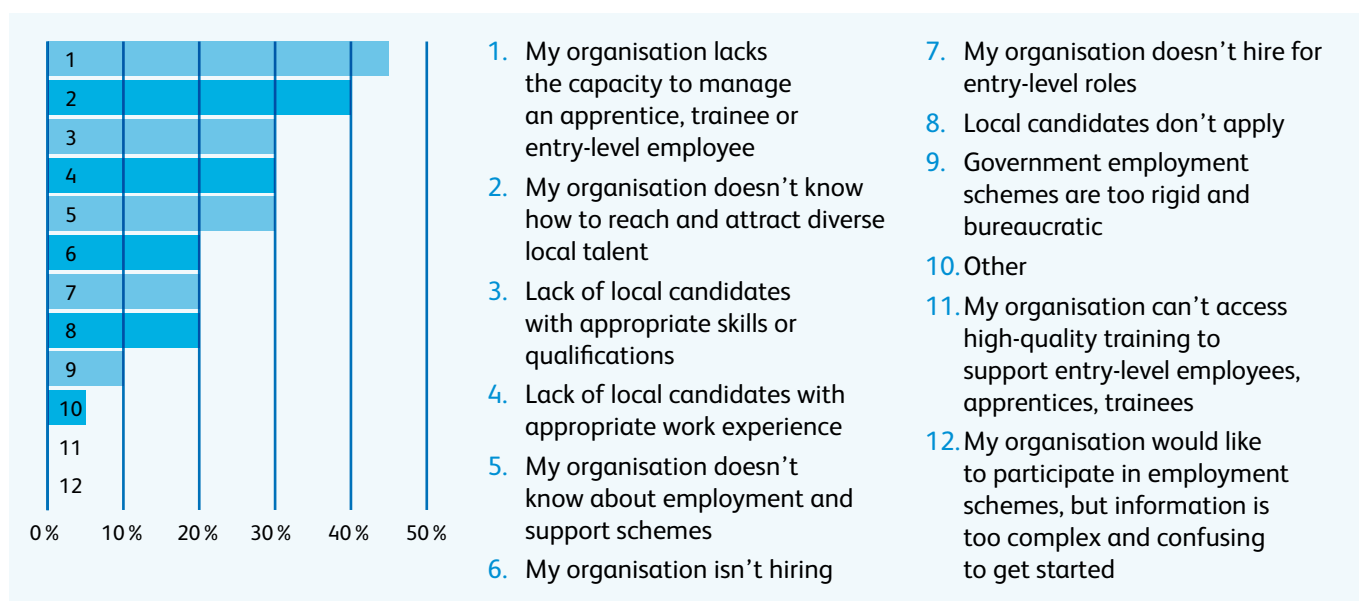 1
2
3
4
5
6
7
8
9
10
11
12
0 % 10 % 20 % 30 % 40 % 50 %
1. My organisation lacks
the capacity to manage
an apprentice, trainee or
entry-level employee
2. My organisation doesn’t know
how to reach and attract diverse
local talent
3. Lack of local candidates
with appropriate skills or
qualifications
4. Lack of local candidates with
appropriate work experience
5. My organisation doesn’t
know about employment and
support schemes
6. My organisation isn’t hiring
7. My organisation doesn’t hire for
entry-level roles
8. Local candidates don’t apply
9. Government employment
schemes are too rigid and
bureaucratic
10. Other
11. My organisation can’t access
high-quality training to
support entry-level employees,
apprentices, trainees
12. My organisation would like
to participate in employment
schemes, but information is
too complex and confusing
to get started